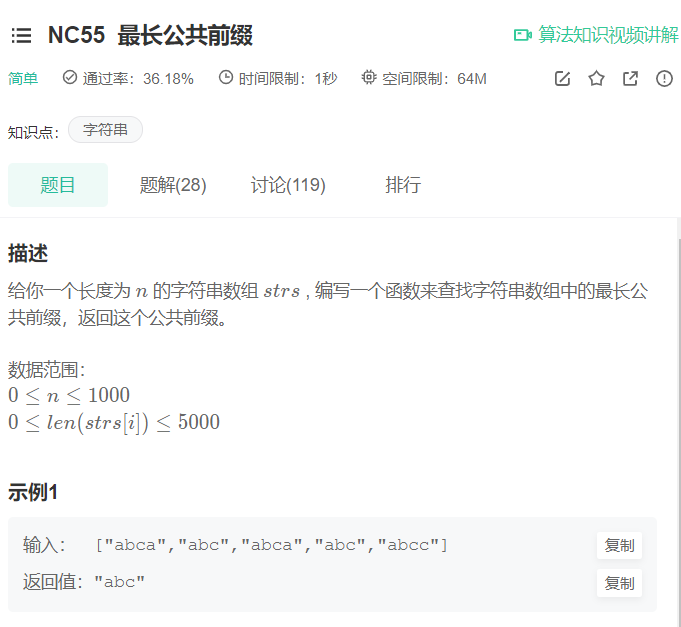 NC55 最长公共前缀
算法知识视频讲解
简单 通过率：36.18% 时间限制：1秒 空间限制：64M
知识点：字符串
题目 题解(28) 讨论(119) 排行
描述
给你一个长度为 n 的字符串数组 strs , 编写一个函数来查找字符串数组中的最长公
共前缀，返回这个公共前缀。
数据范围：
0 ≤ n ≤ 1000
0 ≤ len(strs[i]) ≤ 5000
示例1
输入： ["abca","abc","abca","abc","abcc"]
复制
返回值："abc"
复制